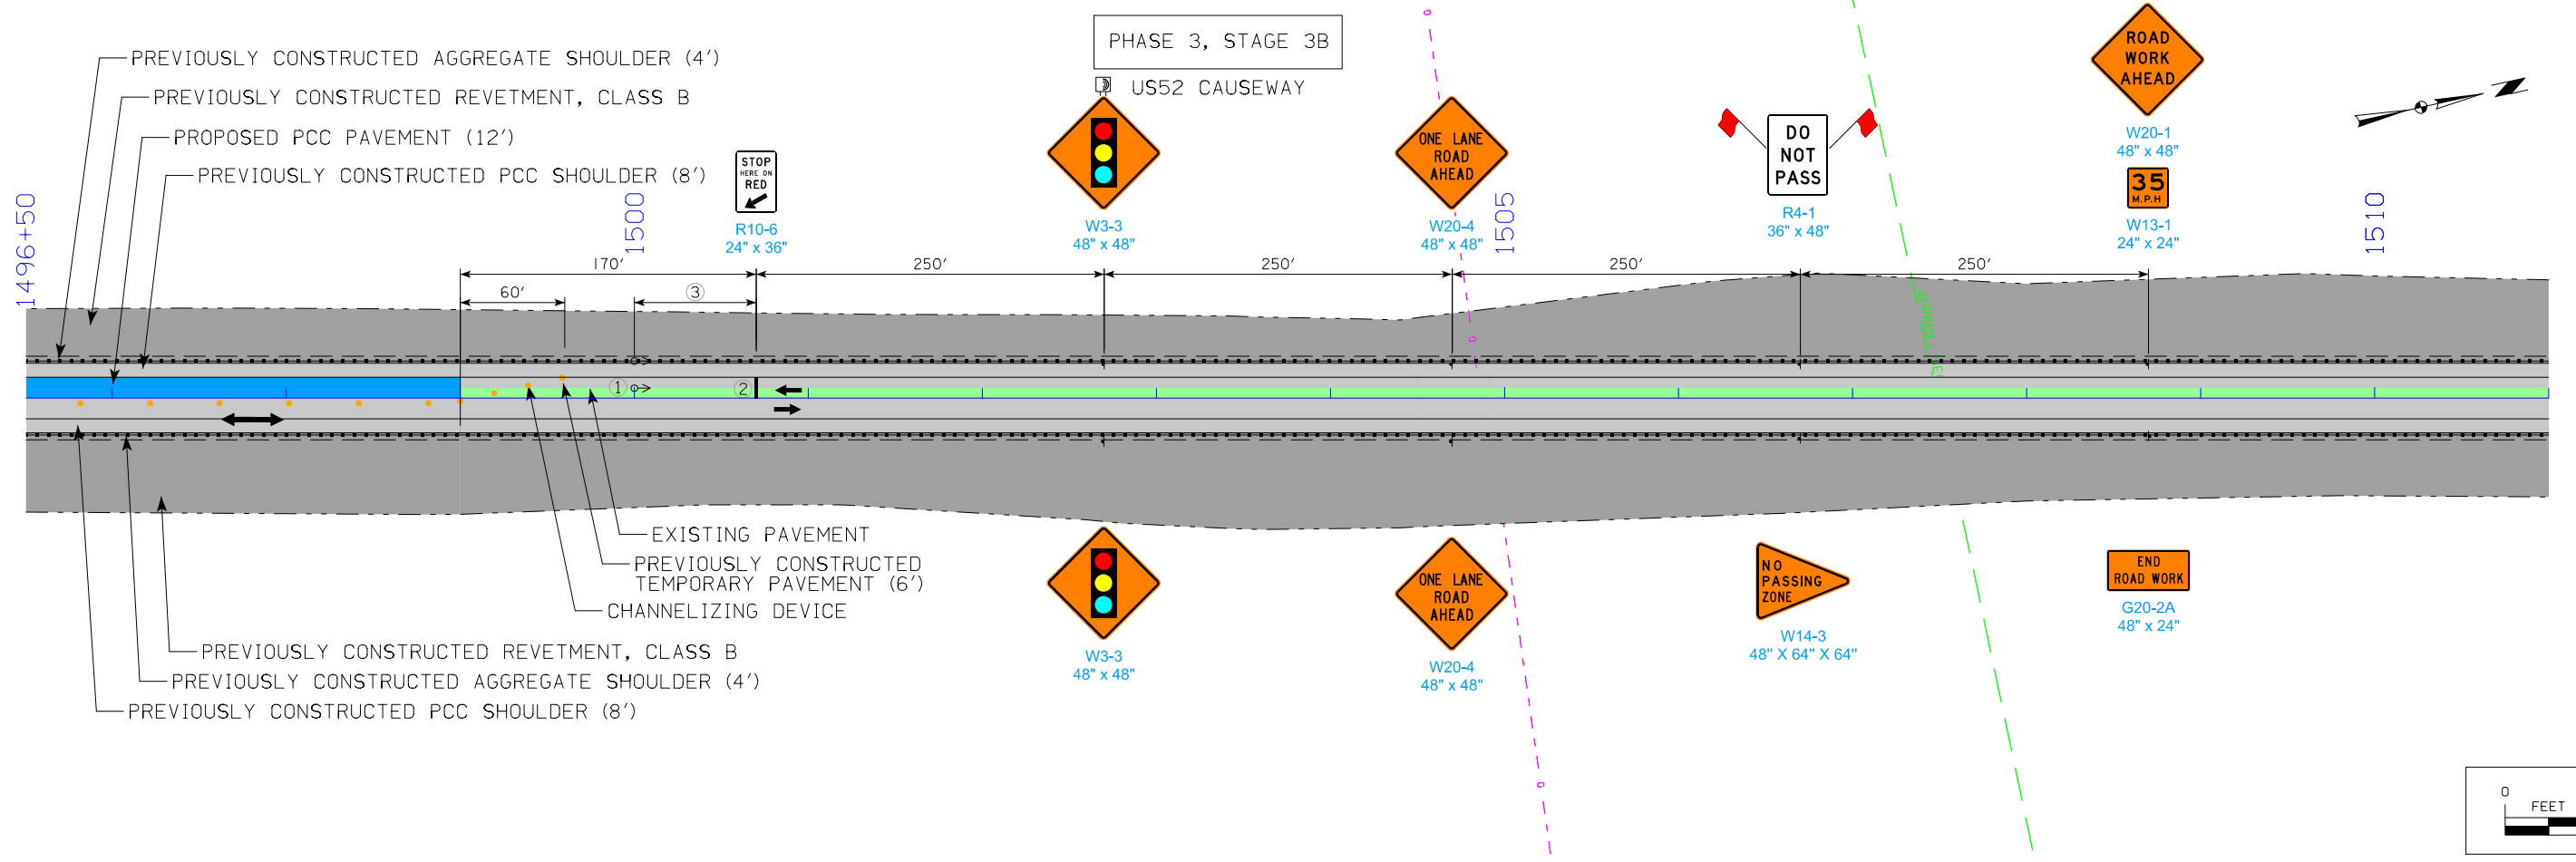 PHASE 3, STAGE 3B
US52 CAUSEWAY
PREVIOUSLY CONSTRUCTED AGGREGATE SHOULDER (4')
PREVIOUSLY CONSTRUCTED REVETMENT, CLASS B
PROPOSED PCC PAVEMENT (12')
PREVIOUSLY CONSTRUCTED PCC SHOULDER (8')
1496+50
1500
1505
1510
STOP
HERE ON
RED
R10-6
24" x 36"
W3-3
48" x 48"
ONE LANE
ROAD
AHEAD
W20-4
48" x 48"
DO
NOT
PASS
R4-1
36" x 48"
ROAD
WORK
AHEAD
W20-1
48" x 48"
35
M.P.H
W13-1
24" x 24"
170'
250'
250'
250'
250'
60'
3
1
2
G
G
G
EXISTING PAVEMENT
PREVIOUSLY CONSTRUCTED
TEMPORARY PAVEMENT (6')
CHANNELIZING DEVICE
PREVIOUSLY CONSTRUCTED REVETMENT, CLASS B
PREVIOUSLY CONSTRUCTED AGGREGATE SHOULDER (4')
PREVIOUSLY CONSTRUCTED PCC SHOULDER (8')
W3-3
48" x 48"
ONE LANE
ROAD
AHEAD
W20-4
48" x 48"
NO
PASSING
ZONE
W14-3
48" X 64" X 64"
END
ROAD WORK
G20-2A
48" x 24"
0
FEET